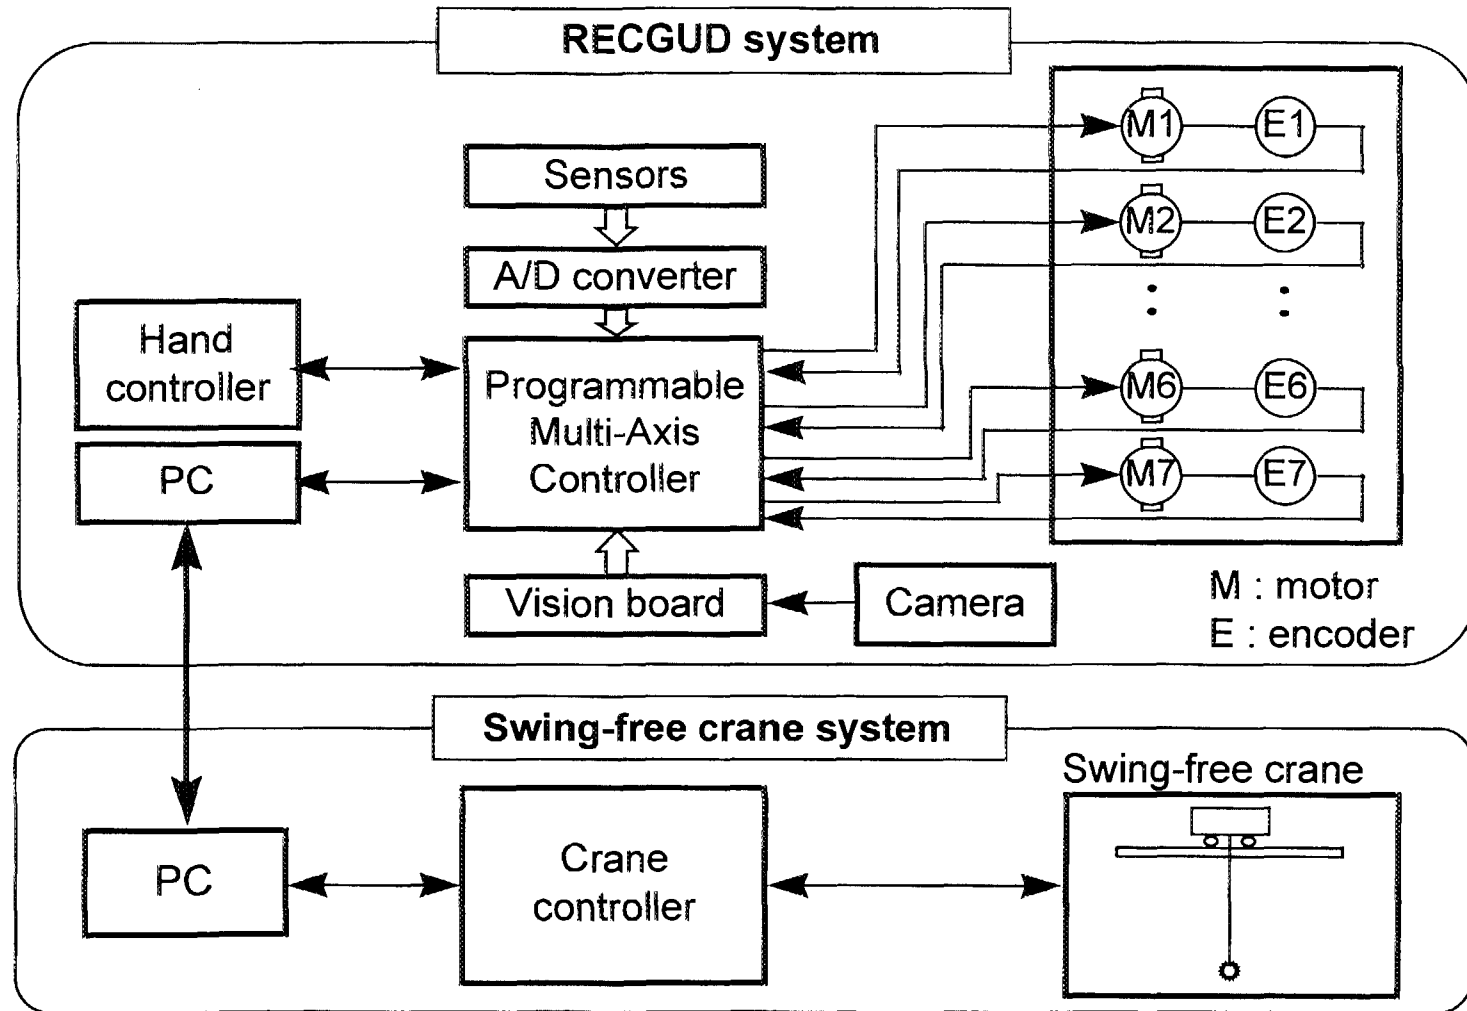 RECGUD system
Sensors
A/D converter
Hand
controller
PC
Programmable
Multi-Axis
Controller
Vision board
Camera
M1
E1
M2
E2
M6
E6
M7
E7
M : motor
E : encoder
Swing-free crane system
PC
Crane
controller
Swing-free crane